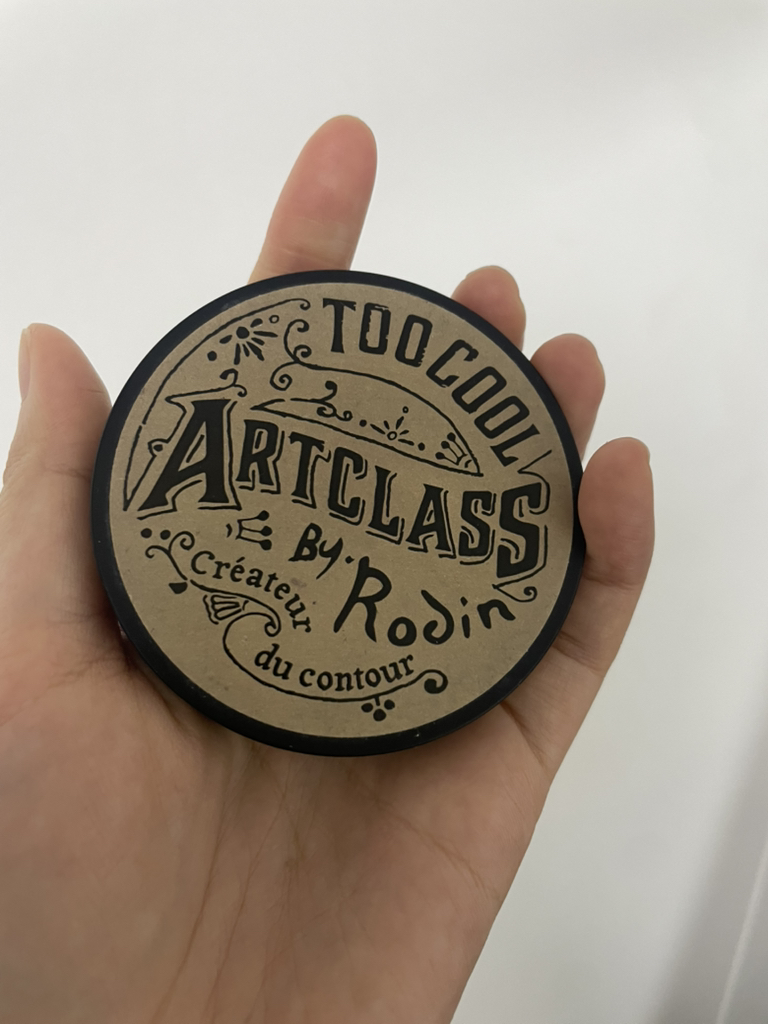 TOO COOL
ARTCLASS
BY. Rodin
Créateur
du contour